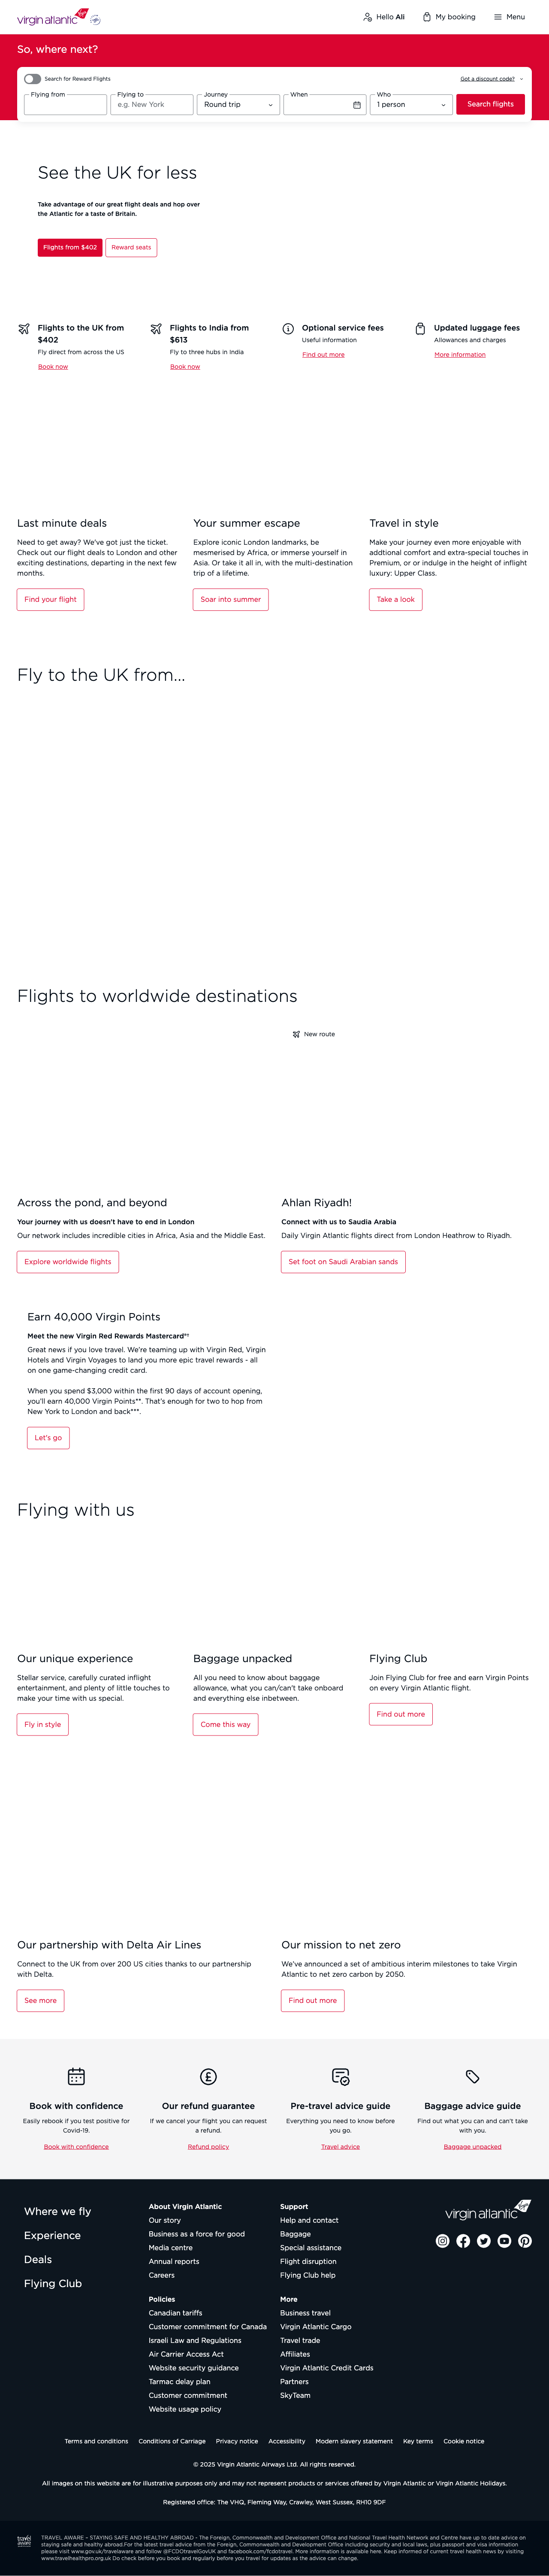 virgin atlantic
Hello Ali
My booking
Menu
So, where next?
Search for Reward Flights
Got a discount code?
Flying from
Flying to
Journey
When
Who
e.g. New York
Round trip
1 person
Search flights
See the UK for less
Take advantage of our great flight deals and hop over
the Atlantic for a taste of Britain.
Flights from $402
Reward seats
Flights to the UK from
$402
Fly direct from across the US
Book now
Flights to India from
$613
Fly to three hubs in India
Book now
Optional service fees
Useful information
Find out more
Updated luggage fees
Allowances and charges
More information
Last minute deals
Need to get away? We've got just the ticket.
Check out our flight deals to London and other
exciting destinations, departing in the next few
months.
Find your flight
Your summer escape
Explore iconic London landmarks, be
mesmerised by Africa, or immerse yourself in
Asia. Or take it all in, with the multi-destination
trip of a lifetime.
Soar into summer
Travel in style
Make your journey even more enjoyable with
addtional comfort and extra-special touches in
Premium, or or indulge in the height of inflight
luxury: Upper Class.
Take a look
Fly to the UK from...
Flights to worldwide destinations
New route
Across the pond, and beyond
Your journey with us doesn't have to end in London
Our network includes incredible cities in Africa, Asia and the Middle East.
Explore worldwide flights
Ahlan Riyadh!
Connect with us to Saudia Arabia
Daily Virgin Atlantic flights direct from London Heathrow to Riyadh.
Set foot on Saudi Arabian sands
Earn 40,000 Virgin Points
Meet the new Virgin Red Rewards Mastercard®†
Great news if you love travel. We're teaming up with Virgin Red, Virgin
Hotels and Virgin Voyages to land you more epic travel rewards - all
on one game-changing credit card.
When you spend $3,000 within the first 90 days of account opening,
you'll earn 40,000 Virgin Points**. That's enough for two to hop from
New York to London and back***.
Let's go
Flying with us
Our unique experience
Stellar service, carefully curated inflight
entertainment, and plenty of little touches to
make your time with us special.
Fly in style
Baggage unpacked
All you need to know about baggage
allowance, what you can/can't take onboard
and everything else inbetween.
Come this way
Flying Club
Join Flying Club for free and earn Virgin Points
on every Virgin Atlantic flight.
Find out more
Our partnership with Delta Air Lines
Connect to the UK from over 200 US cities thanks to our partnership
with Delta.
See more
Our mission to net zero
We've announced a set of ambitious interim milestones to take Virgin
Atlantic to net zero carbon by 2050.
Find out more
Book with confidence
Easily rebook if you test positive for
Covid-19.
Book with confidence
Our refund guarantee
If we cancel your flight you can request
a refund.
Refund policy
Pre-travel advice guide
Everything you need to know before
you go.
Travel advice
Baggage advice guide
Find out what you can and can't take
with you.
Baggage unpacked
Where we fly
Experience
Deals
Flying Club
About Virgin Atlantic
Our story
Business as a force for good
Media centre
Annual reports
Careers
Support
Help and contact
Baggage
Special assistance
Flight disruption
Flying Club help
Policies
Canadian tariffs
Customer commitment for Canada
Israeli Law and Regulations
Air Carrier Access Act
Website security guidance
Tarmac delay plan
Customer commitment
Website usage policy
More
Business travel
Virgin Atlantic Cargo
Travel trade
Affiliates
Virgin Atlantic Credit Cards
Partners
SkyTeam
virgin atlantic
Terms and conditions
Conditions of Carriage
Privacy notice
Accessibility
Modern slavery statement
Key terms
Cookie notice
© 2025 Virgin Atlantic Airways Ltd. All rights reserved.
All images on this website are for illustrative purposes only and may not represent products or services offered by Virgin Atlantic or Virgin Atlantic Holidays.
Registered office: The VHQ, Fleming Way, Crawley, West Sussex, RH10 9DF
travel
aware
TRAVEL AWARE – STAYING SAFE AND HEALTHY ABROAD - The Foreign, Commonwealth and Development Office and National Travel Health Network and Centre have up to date advice on
staying safe and healthy abroad.For the latest travel advice from the Foreign, Commonwealth and Development Office including security and local laws, plus passport and visa information
please visit www.gov.uk/travelaware and follow @FCDOtravelGovUK and facebook.com/fcdotravel. More information is available here. Keep informed of current travel health news by visiting
www.travelhealthpro.org.uk Do check before you book and regularly before you travel for updates as the advice can change.